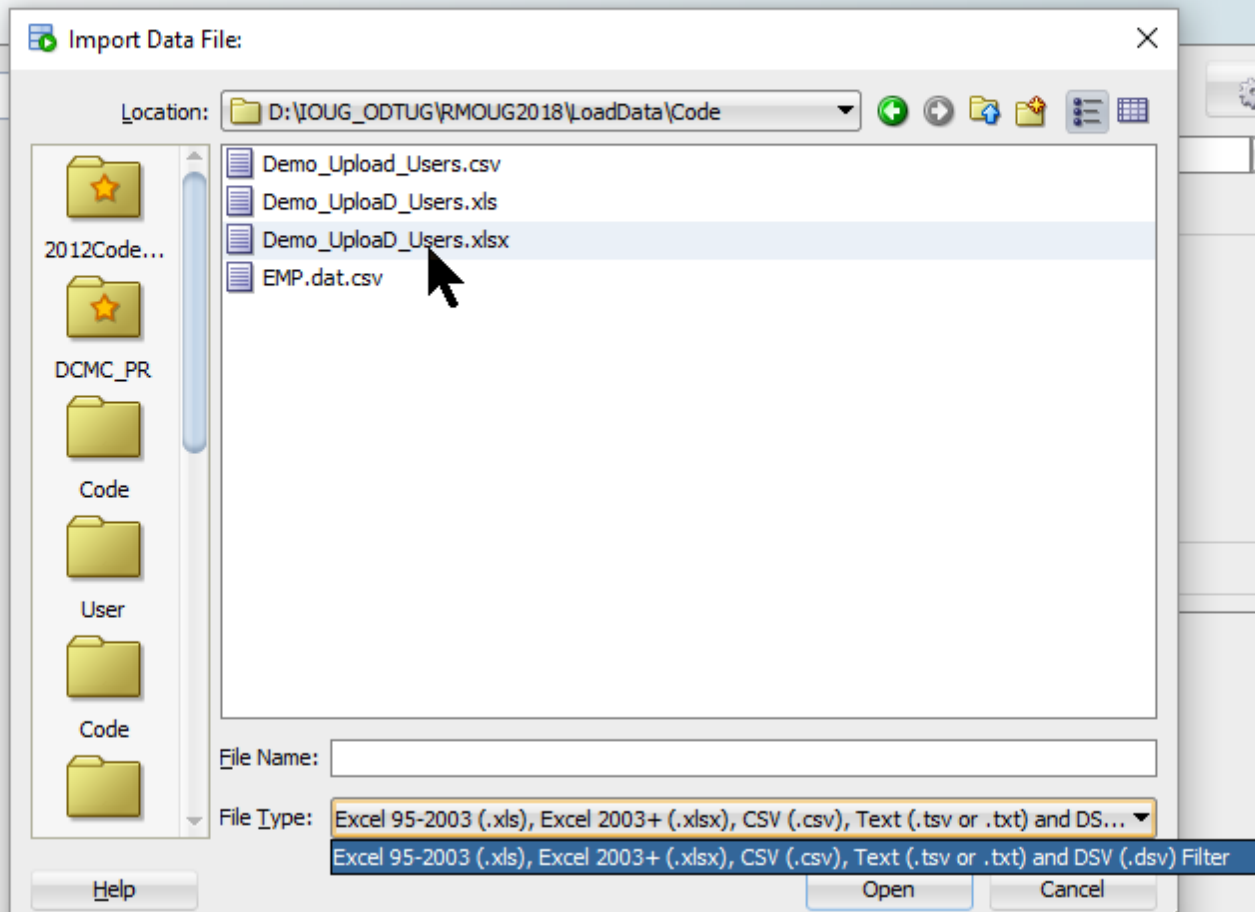 Import Data File:
Location: D:\IOUG_ODTUG\RMOUG2018\LoadData\Code
2012Code...
DCMC_PR
Code
User
Code
Demo_Upload_Users.csv
Demo_UploaD_Users.xls
Demo_UploaD_Users.xlsx
EMP.dat.csv
File Name:
File Type: Excel 95-2003 (.xls), Excel 2003+ (.xlsx), CSV (.csv), Text (.tsv or .txt) and DS...
Excel 95-2003 (.xls), Excel 2003+ (.xlsx), CSV (.csv), Text (.tsv or .txt) and DSV (.dsv) Filter
Help Open Cancel